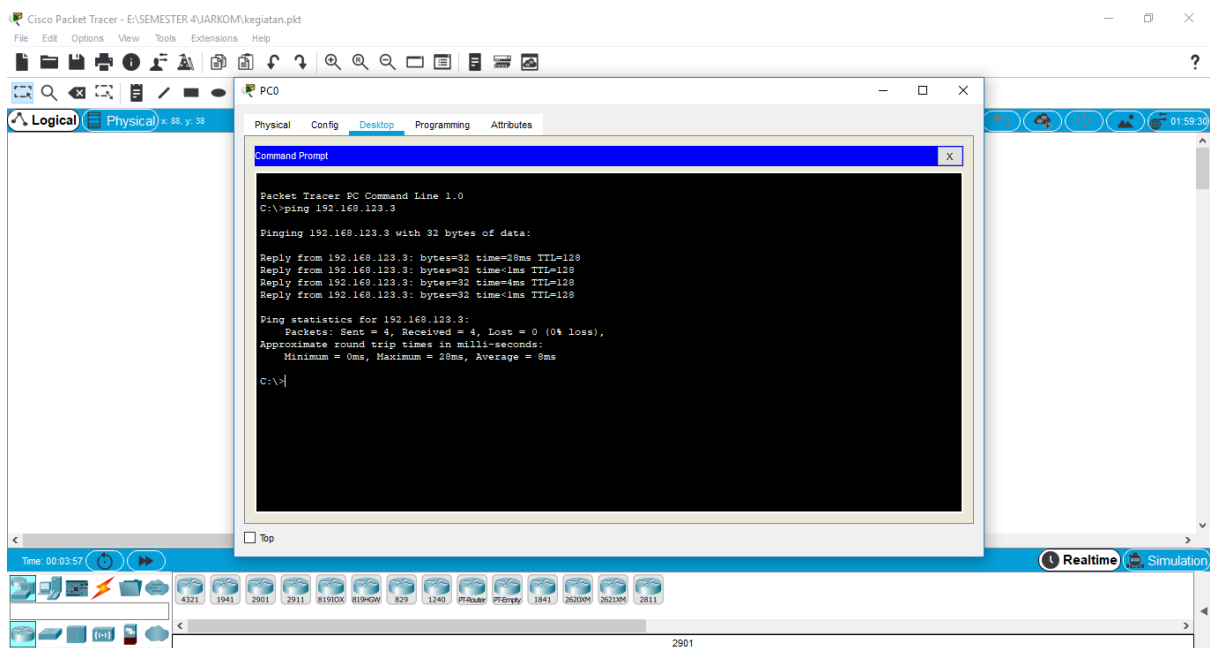 Cisco Packet Tracer - E:\SEMESTER 4\JARKOM\kegiatan.pkt
File Edit Options View Tools Extensions Help
?
PC0
Logical Physical x: 88, y: 38
01:59:30
Physical Config Desktop Programming Attributes
Command Prompt
X
Packet Tracer PC Command Line 1.0
C:\>ping 192.168.123.3
Pinging 192.168.123.3 with 32 bytes of data:
Reply from 192.168.123.3: bytes=32 time=28ms TTL=128
Reply from 192.168.123.3: bytes=32 time<1ms TTL=128
Reply from 192.168.123.3: bytes=32 time=4ms TTL=128
Reply from 192.168.123.3: bytes=32 time<1ms TTL=128
Ping statistics for 192.168.123.3:
Packets: Sent = 4, Received = 4, Lost = 0 (0% loss),
Approximate round trip times in milli-seconds:
Minimum = 0ms, Maximum = 28ms, Average = 8ms
C:\>
Top
Time: 00:03:57
Realtime Simulation
4321 1941 2901 2911 819IOX 819HGW 829 1240 PT-Router PT-Empty 1841 2620XM 2621XM 2811
2901